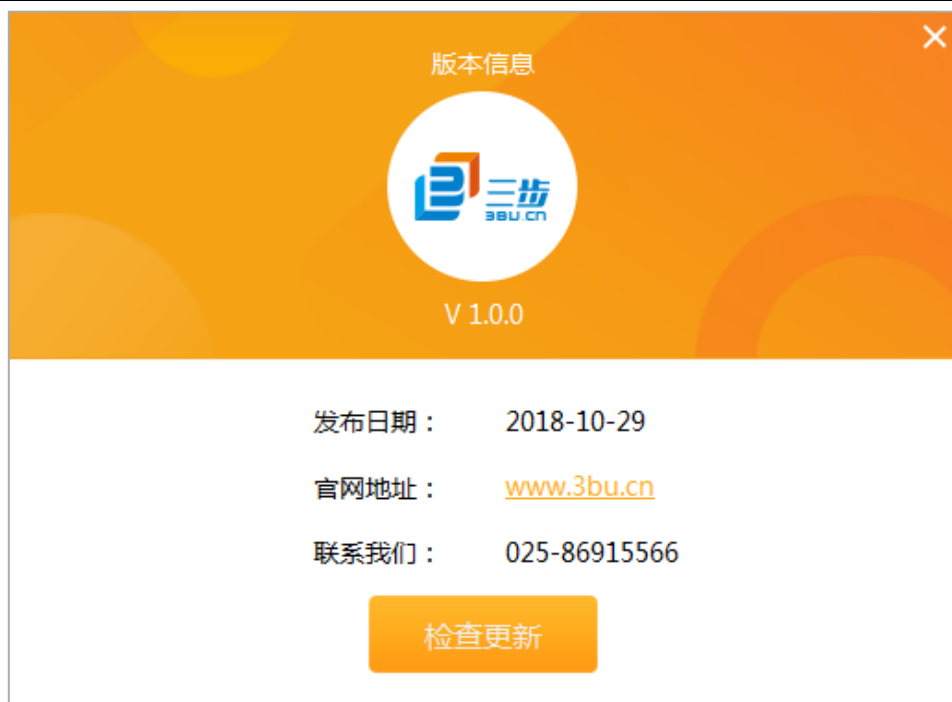 版本信息
三步
3BU.CN
V 1.0.0
发布日期： 2018-10-29
官网地址： www.3bu.cn
联系我们： 025-86915566
检查更新